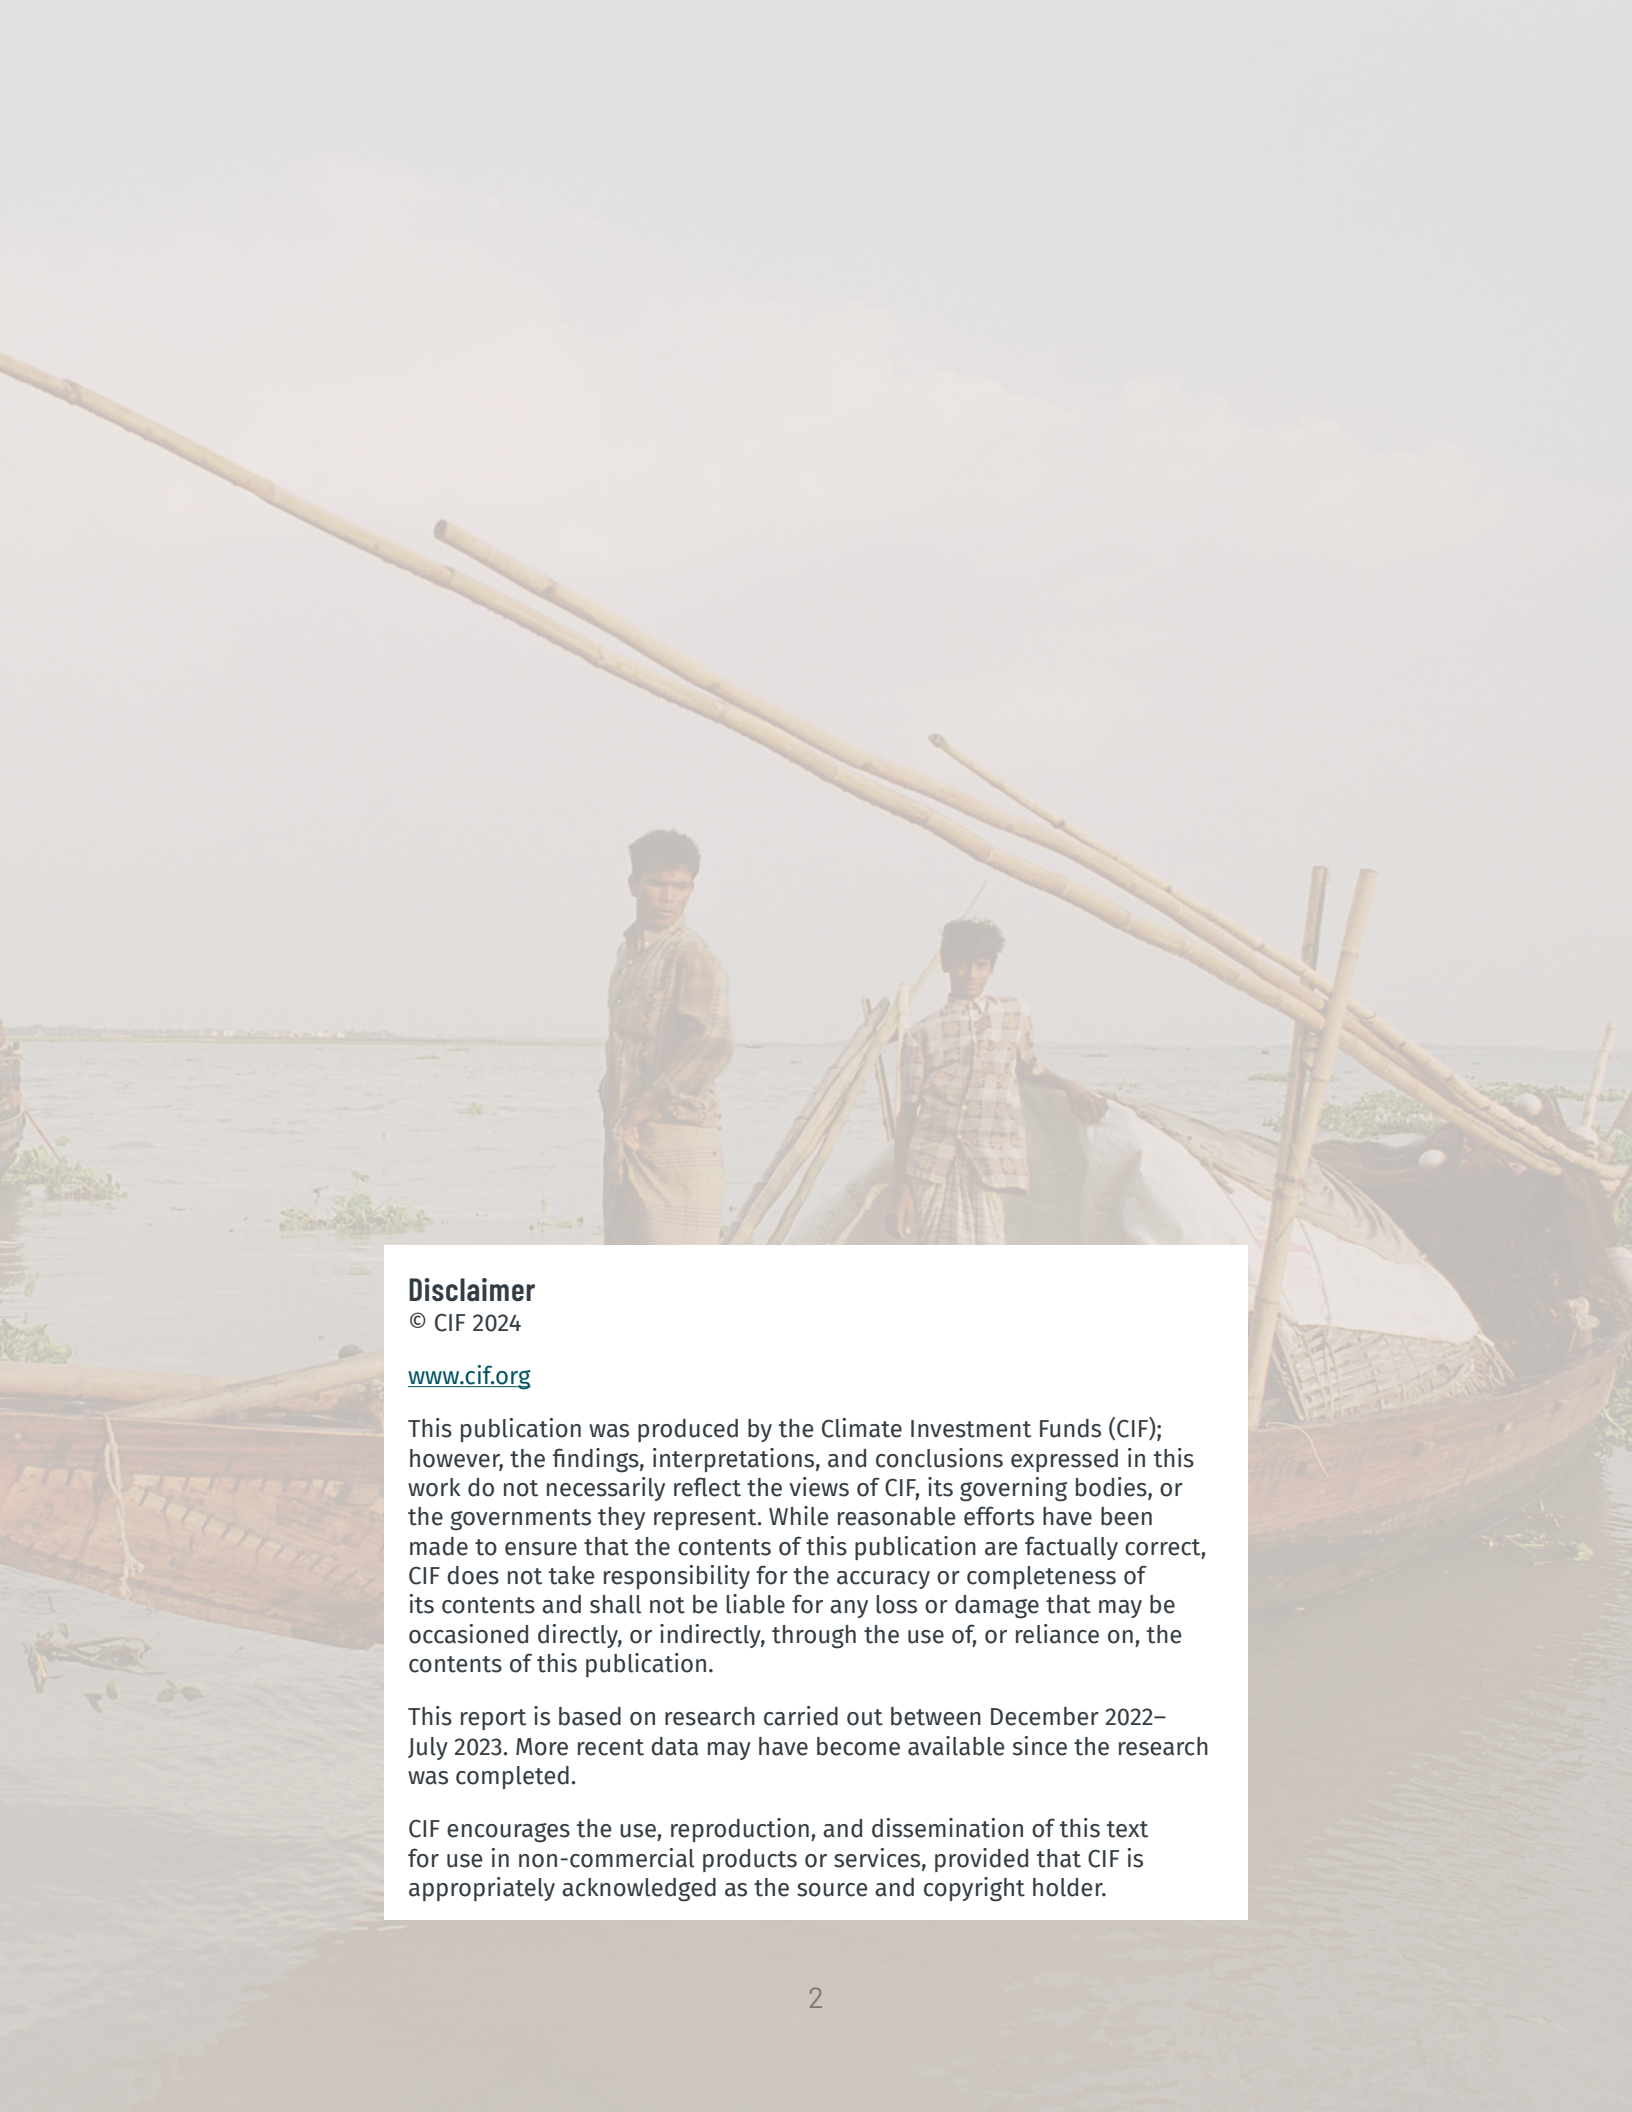 Disclaimer
© CIF 2024
www.cif.org
This publication was produced by the Climate Investment Funds (CIF);
however, the findings, interpretations, and conclusions expressed in this
work do not necessarily reflect the views of CIF, its governing bodies, or
the governments they represent. While reasonable efforts have been
made to ensure that the contents of this publication are factually correct,
CIF does not take responsibility for the accuracy or completeness of
its contents and shall not be liable for any loss or damage that may be
occasioned directly, or indirectly, through the use of, or reliance on, the
contents of this publication.
This report is based on research carried out between December 2022–
July 2023. More recent data may have become available since the research
was completed.
CIF encourages the use, reproduction, and dissemination of this text
for use in non-commercial products or services, provided that CIF is
appropriately acknowledged as the source and copyright holder.
2